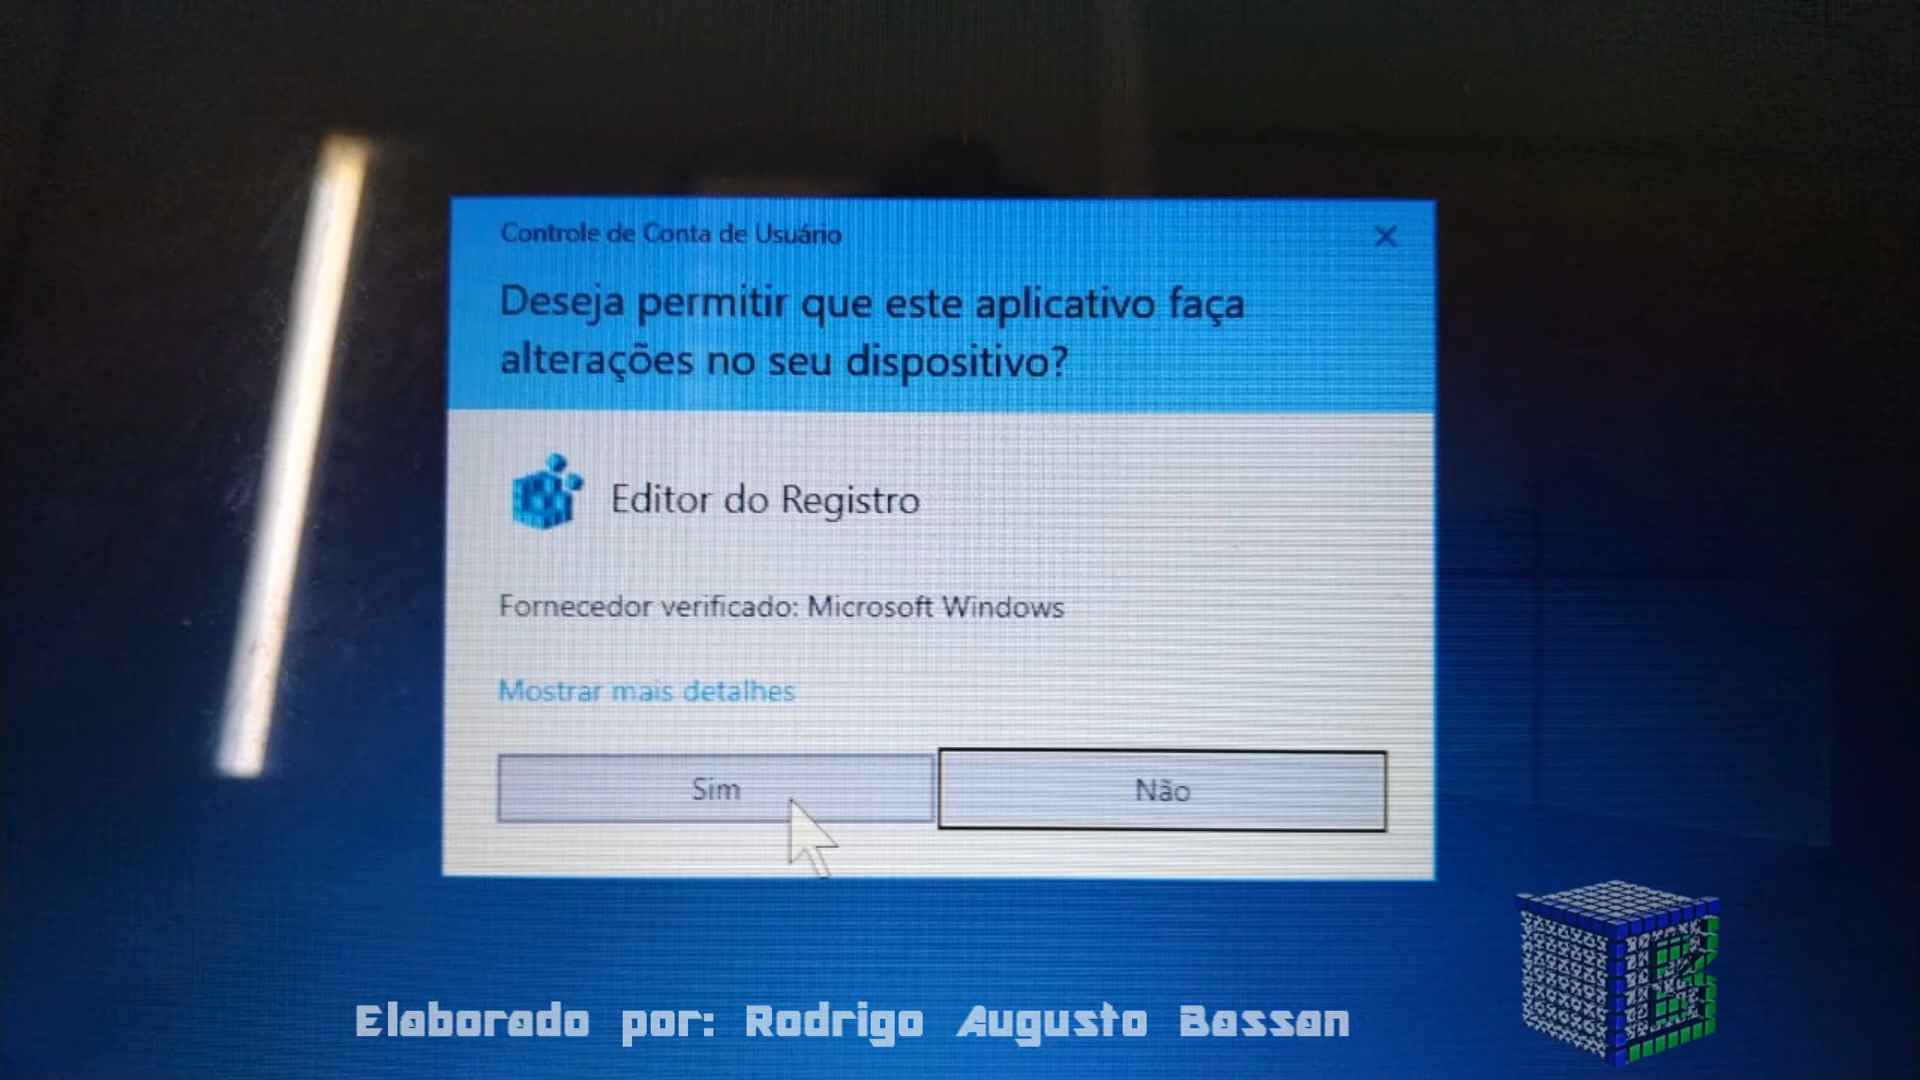 Controle de Conta de Usuário
Deseja permitir que este aplicativo faça
alterações no seu dispositivo?
Editor do Registro
Fornecedor verificado: Microsoft Windows
Mostrar mais detalhes
Sim
Não
Elaborado por: Rodrigo Augusto Bassan